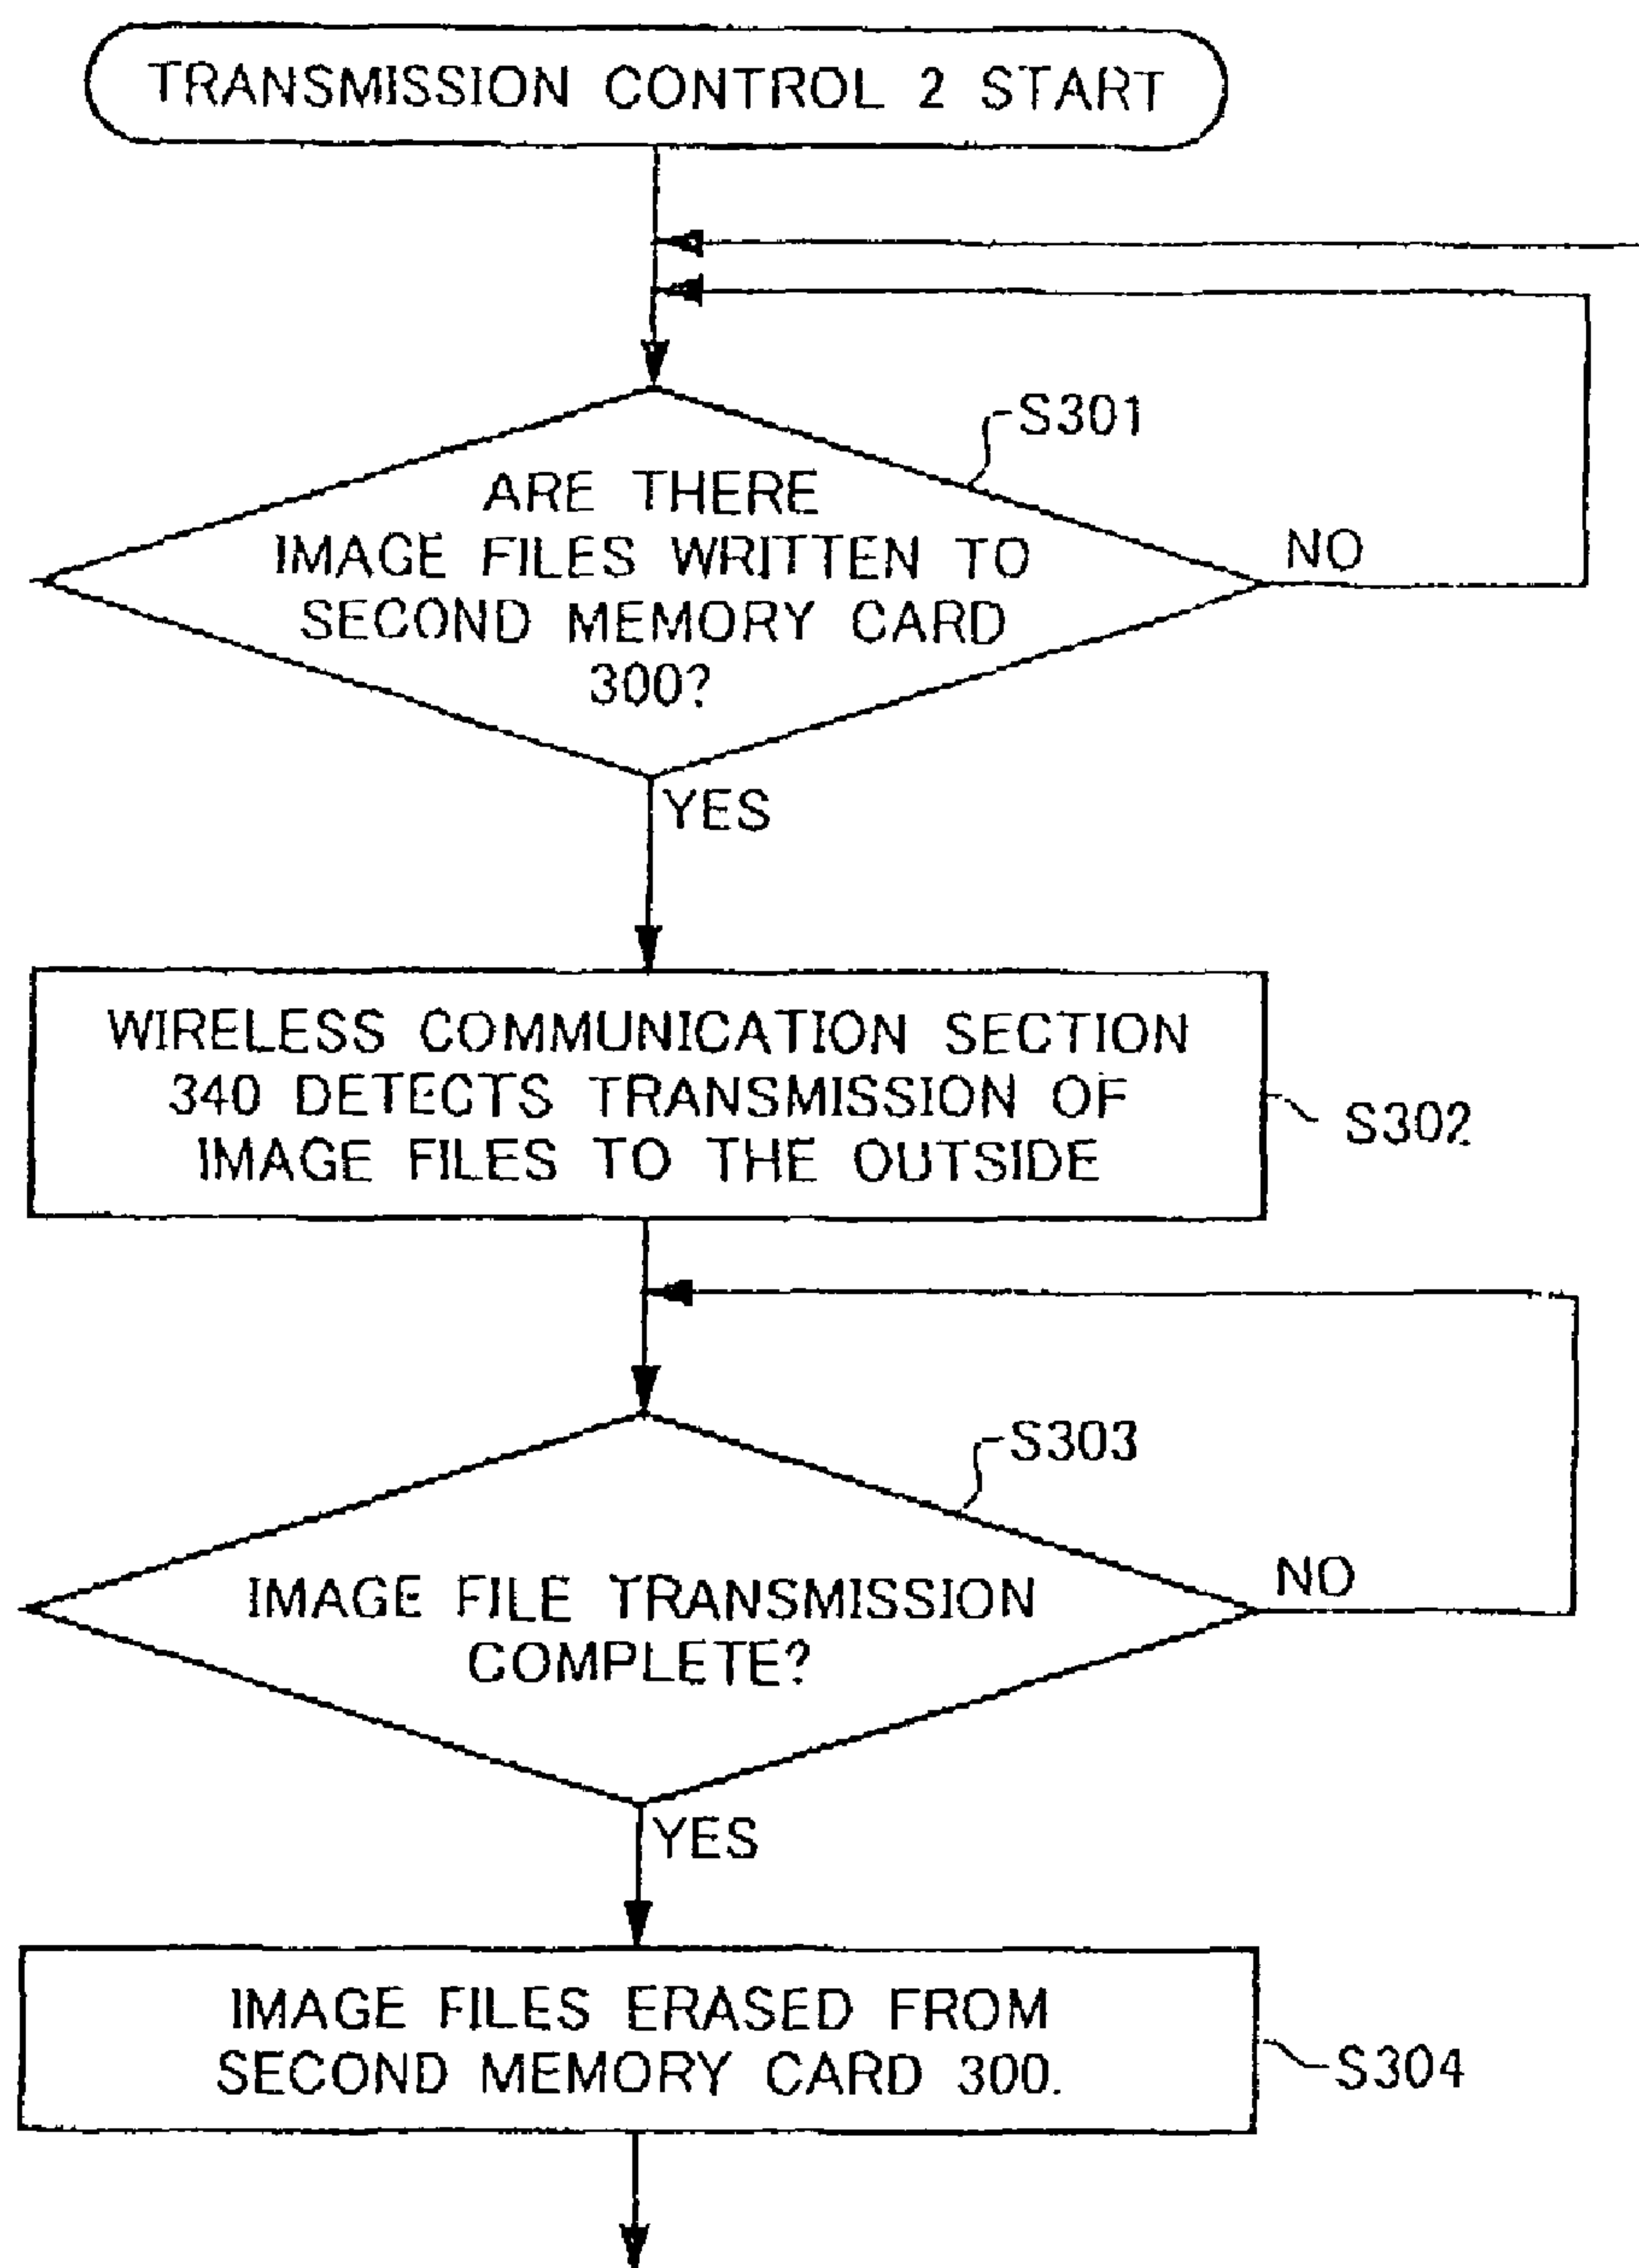 TRANSMISSION CONTROL 2 START
S301
ARE THERE
IMAGE FILES WRITTEN TO
SECOND MEMORY CARD
300?
NO
YES
WIRELESS COMMUNICATION SECTION
340 DETECTS TRANSMISSION OF
IMAGE FILES TO THE OUTSIDE
S302
S303
IMAGE FILE TRANSMISSION
COMPLETE?
NO
YES
IMAGE FILES ERASED FROM
SECOND MEMORY CARD 300.
S304